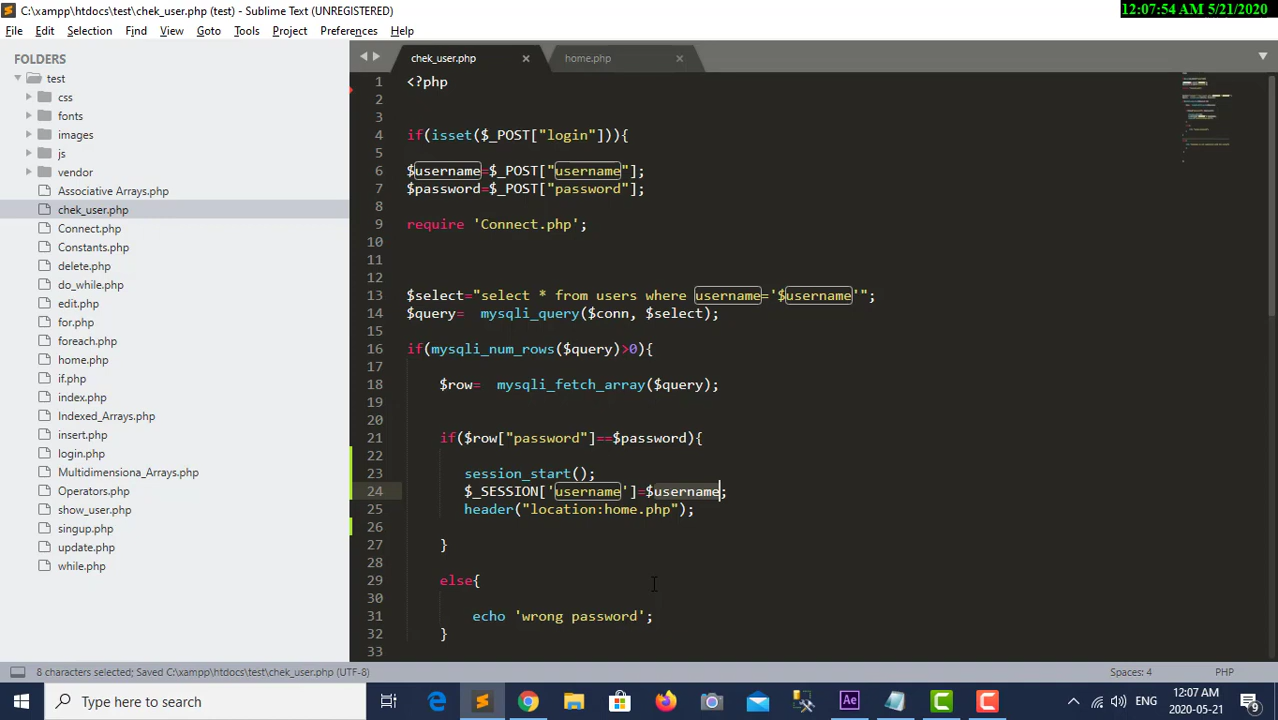 C:\xampp\htdocs\test\chek_user.php (test) - Sublime Text (UNREGISTERED)
12:07:54 AM 5/21/2020
File Edit Selection Find View Goto Tools Project Preferences Help
FOLDERS
test
css
fonts
images
js
vendor
Associative Arrays.php
chek_user.php
Connect.php
Constants.php
delete.php
do_while.php
edit.php
for.php
foreach.php
home.php
if.php
index.php
Indexed_Arrays.php
insert.php
login.php
Multidimensiona_Arrays.php
Operators.php
show_user.php
singup.php
update.php
while.php
chek_user.php home.php
1 <?php
2
3
4 if(isset($_POST["login"])){
5
6 $username=$_POST["username"];
7 $password=$_POST["password"];
8
9 require 'Connect.php';
10
11
12
13 $select="select * from users where username='$username'";
14 $query=  mysqli_query($conn, $select);
15
16 if(mysqli_num_rows($query)>0){
17
18     $row=  mysqli_fetch_array($query);
19
20
21     if($row["password"]==$password){
22
23        session_start();
24        $_SESSION['username']=$username;
25        header("location:home.php");
26
27     }
28
29     else{
30
31         echo 'wrong password';
32     }
33
8 characters selected; Saved C:\xampp\htdocs\test\chek_user.php (UTF-8) Spaces: 4 PHP
Type here to search
Ae
ENG
12:07 AM
2020-05-21
9